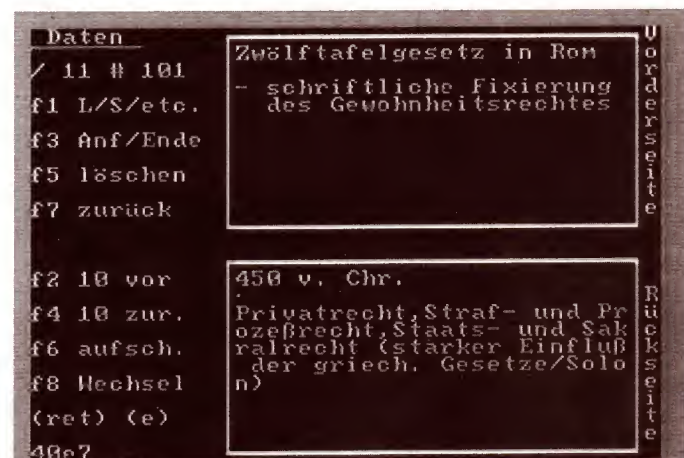 Daten
/ 11 # 101
f1 L/S/etc.
f3 Anf/Ende
f5 löschen
f7 zurück
f2 10 vor
f4 10 zur.
f6 aufsch.
f8 Wechsel
(ret) (e)
40e7
Zwölftafelgesetz in Rom
- schriftliche Fixierung
des Gewohnheitsrechtes
Vorderseite
450 v. Chr.
.
Privatrecht,Straf- und Pr
ozeßrecht,Staats- und Sak
ralrecht (starker Einfluß
der griech. Gesetze/Solo
n)
Rückseite